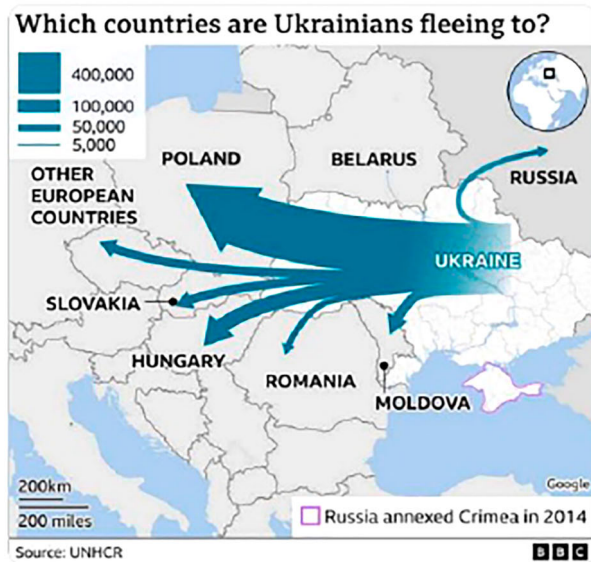 Which countries are Ukrainians fleeing to?
400,000
100,000
50,000
5,000
POLAND
BELARUS
RUSSIA
OTHER
EUROPEAN
COUNTRIES
UKRAINE
SLOVAKIA
HUNGARY
ROMANIA
MOLDOVA
200km
200 miles
Google
Russia annexed Crimea in 2014
Source: UNHCR
BBC